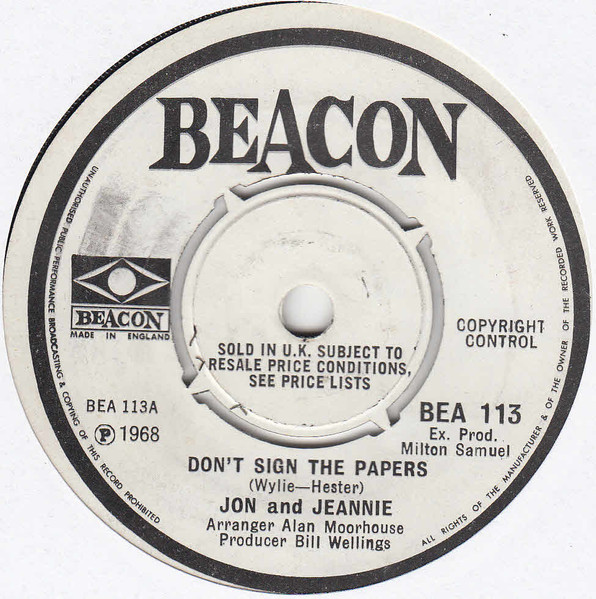 BEACON
UNAUTHORISED PUBLIC PERFORMANCE BROADCASTING & COPYING OF THIS RECORD PROHIBITED
ALL RIGHTS OF THE MANUFACTURER & OF THE OWNER OF THE RECORDED WORK RESERVED
BEACON
MADE IN ENGLAND
COPYRIGHT
CONTROL
SOLD IN U.K. SUBJECT TO
RESALE PRICE CONDITIONS,
SEE PRICE LISTS
BEA 113A
℗ 1968
BEA 113
Ex. Prod.
Milton Samuel
DON'T SIGN THE PAPERS
(Wylie—Hester)
JON and JEANNIE
Arranger Alan Moorhouse
Producer Bill Wellings